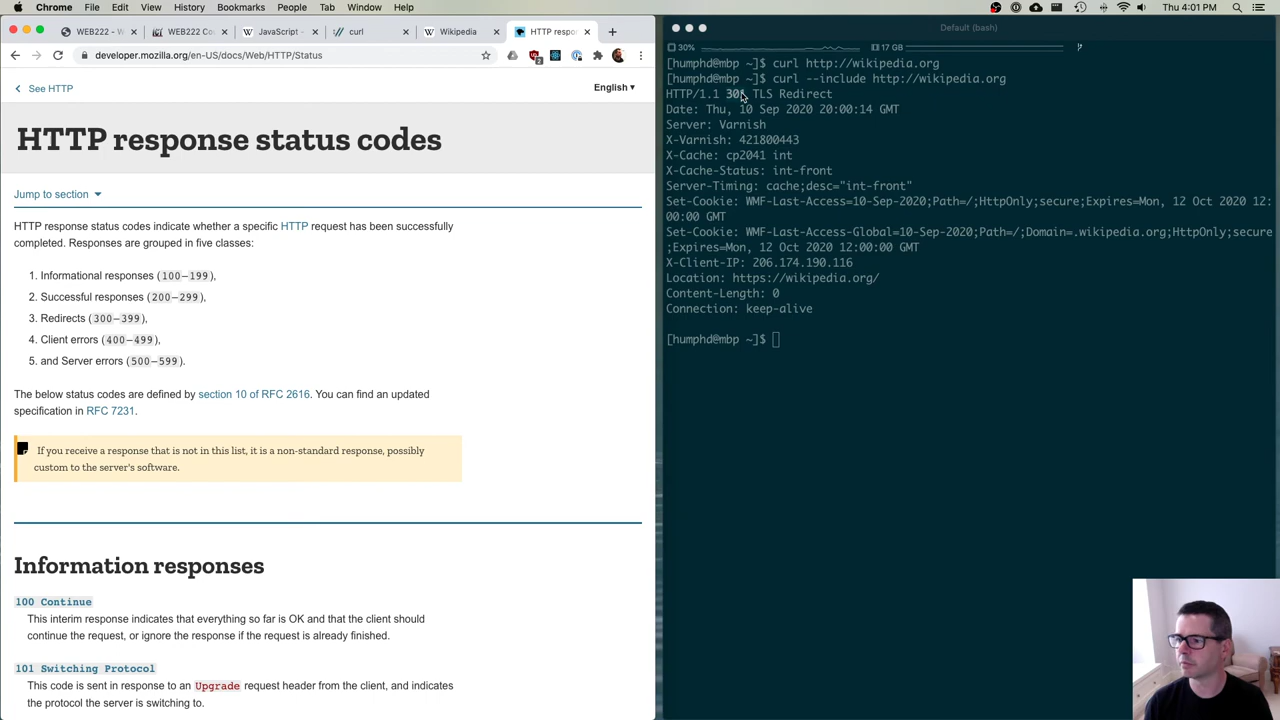 Chrome File Edit View History Bookmarks People Tab Window Help
Thu 4:01 PM
WEB222 - W
WEB222 Co
JavaScript -
curl
Wikipedia
HTTP respo
developer.mozilla.org/en-US/docs/Web/HTTP/Status
See HTTP
English ▾
HTTP response status codes
Jump to section
HTTP response status codes indicate whether a specific HTTP request has been successfully
completed. Responses are grouped in five classes:
1. Informational responses (100–199),
2. Successful responses (200–299),
3. Redirects (300–399),
4. Client errors (400–499),
5. and Server errors (500–599).
The below status codes are defined by section 10 of RFC 2616. You can find an updated
specification in RFC 7231.
If you receive a response that is not in this list, it is a non-standard response, possibly
custom to the server's software.
Information responses
100 Continue
This interim response indicates that everything so far is OK and that the client should
continue the request, or ignore the response if the request is already finished.
101 Switching Protocol
This code is sent in response to an Upgrade request header from the client, and indicates
the protocol the server is switching to.
Default (bash)
30%
17 GB
[humphd@mbp ~]$ curl http://wikipedia.org
[humphd@mbp ~]$ curl --include http://wikipedia.org
HTTP/1.1 301 TLS Redirect
Date: Thu, 10 Sep 2020 20:00:14 GMT
Server: Varnish
X-Varnish: 421800443
X-Cache: cp2041 int
X-Cache-Status: int-front
Server-Timing: cache;desc="int-front"
Set-Cookie: WMF-Last-Access=10-Sep-2020;Path=/;HttpOnly;secure;Expires=Mon, 12 Oct 2020 12:
00:00 GMT
Set-Cookie: WMF-Last-Access-Global=10-Sep-2020;Path=/;Domain=.wikipedia.org;HttpOnly;secure
;Expires=Mon, 12 Oct 2020 12:00:00 GMT
X-Client-IP: 206.174.190.116
Location: https://wikipedia.org/
Content-Length: 0
Connection: keep-alive
[humphd@mbp ~]$